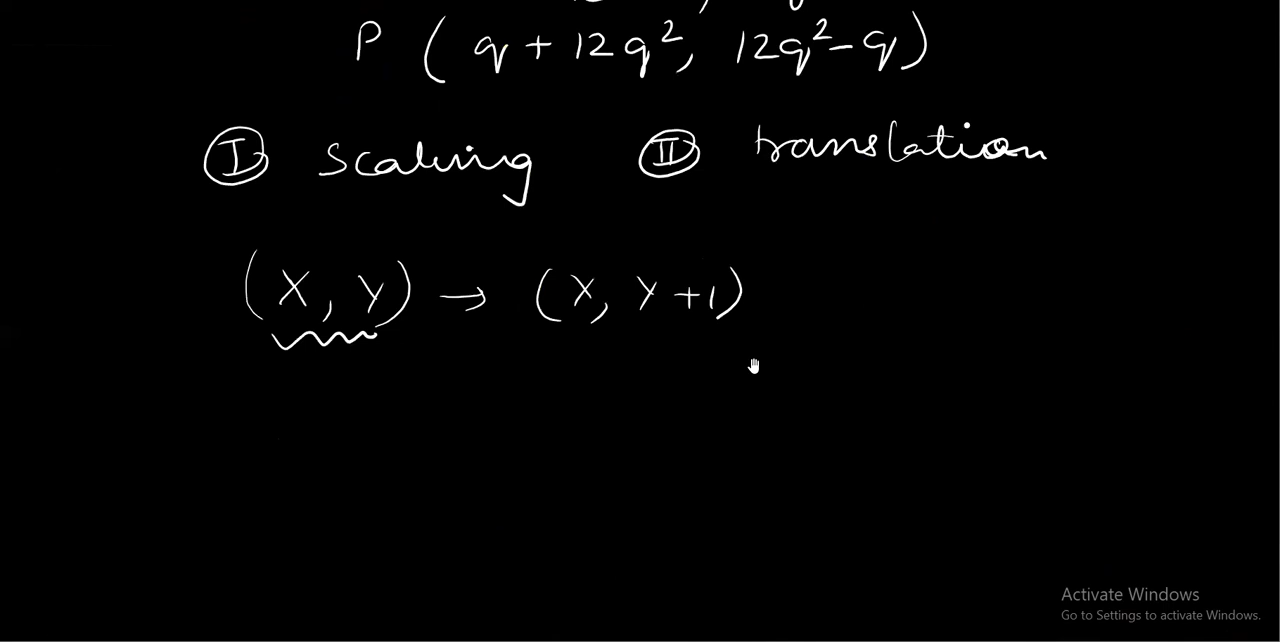 P ( q + 12q², 12q² - q )
Ⓘ scaling Ⓘⓘ translation
(X, Y) → (X, Y + 1)
Activate Windows
Go to Settings to activate Windows.